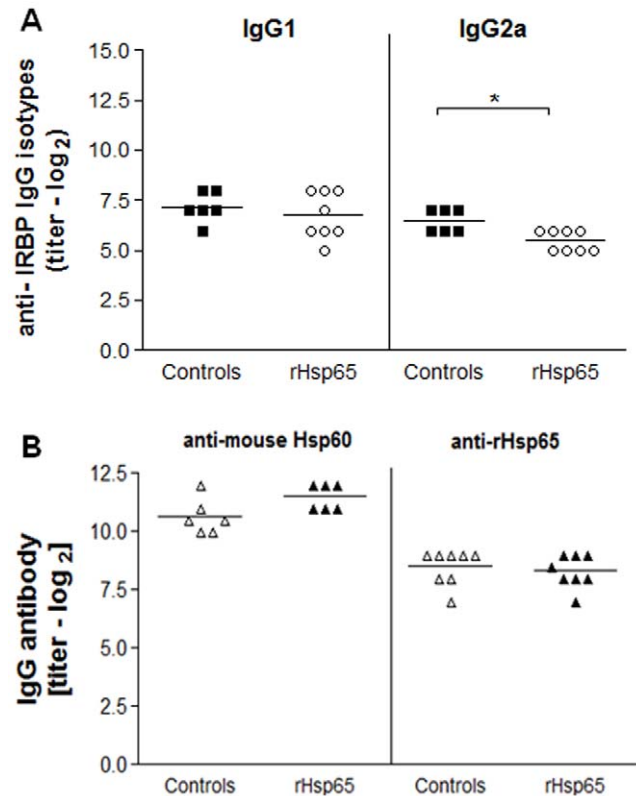 A
IgG1 IgG2a
anti- IRBP IgG isotypes
(titer - log2)
15.0
12.5
*
10.0
7.5
5.0
2.5
0.0
Controls rHsp65 Controls rHsp65
B
anti-mouse Hsp60 anti-rHsp65
IgG antibody
[titer - log 2]
12.5
10.0
7.5
5.0
2.5
0.0
Controls rHsp65 Controls rHsp65